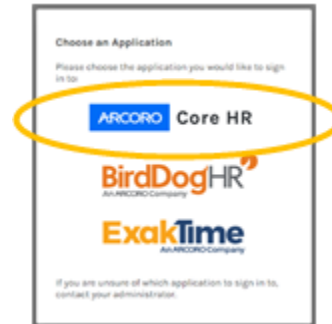 Choose an Application
Please choose the application you would like to sign
in to:
ARCORO Core HR
BirdDogHR
An ARCORO Company
ExakTime
An ARCORO Company
If you are unsure of which application to sign in to,
contact your administrator.